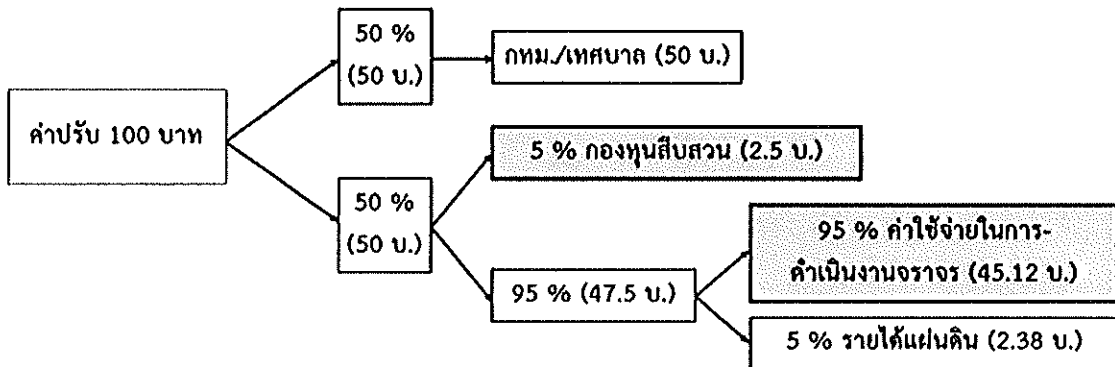 ค่าปรับ 100 บาท
50 %
(50 บ.)
กทม./เทศบาล (50 บ.)
50 %
(50 บ.)
5 % กองทุนสืบสวน (2.5 บ.)
95 % (47.5 บ.)
95 % ค่าใช้จ่ายในการ-
ดำเนินงานจราจร (45.12 บ.)
5 % รายได้แผ่นดิน (2.38 บ.)